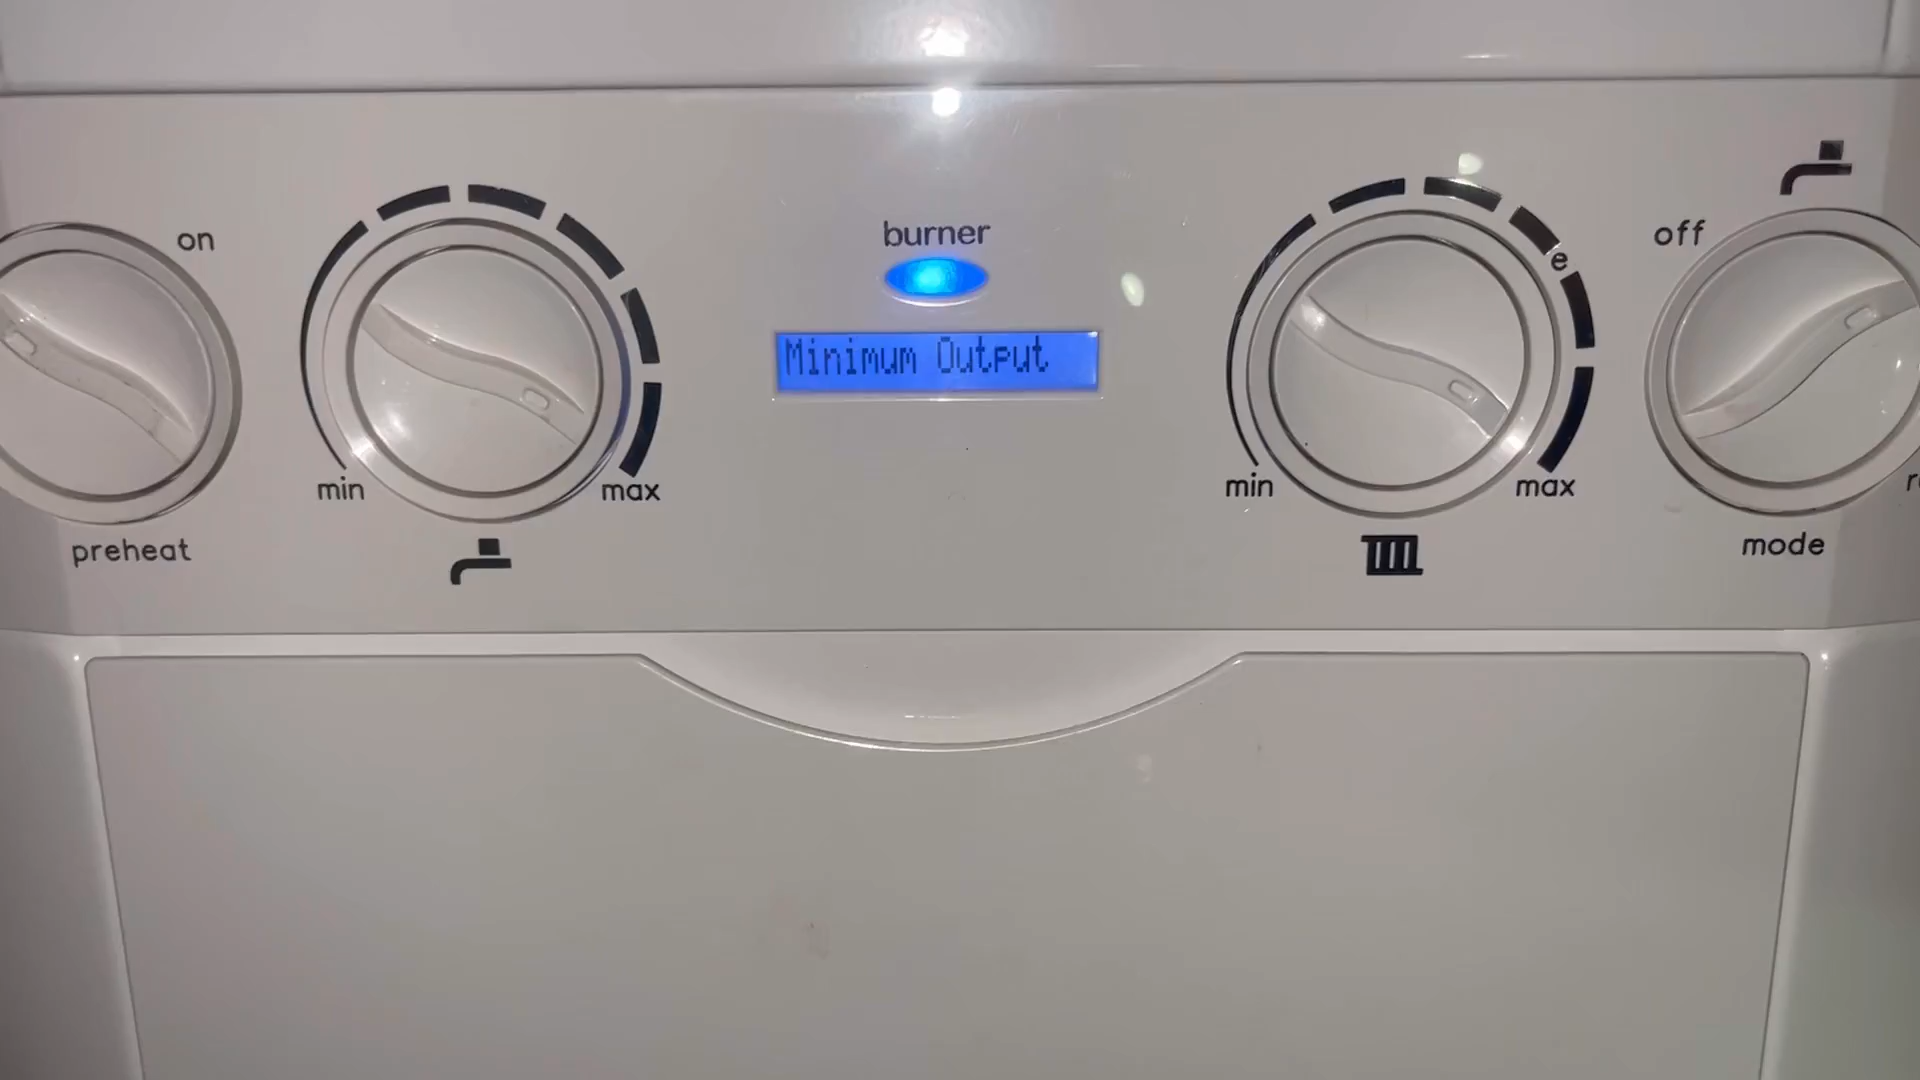 on
preheat
min
max
burner
Minimum Output
min
e
max
off
mode